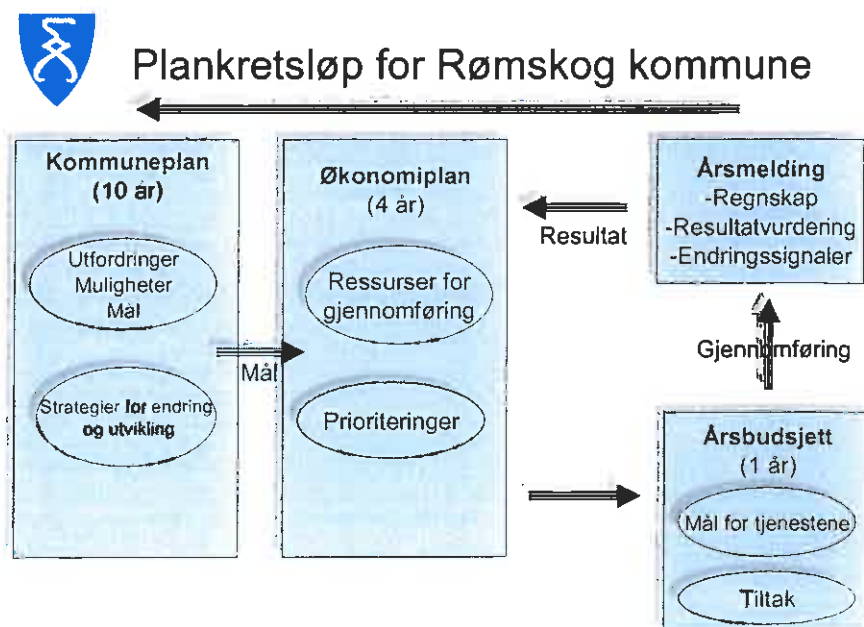 Plankretsløp for Rømskog kommune
Kommuneplan
(10 år)
Utfordringer
Muligheter
Mål
Strategier for endring
og utvikling
Mål
Økonomiplan
(4 år)
Ressurser for
gjennomføring
Prioriteringer
Resultat
Årsmelding
-Regnskap
-Resultatvurdering
-Endringssignaler
Gjennomføring
Årsbudsjett
(1 år)
Mål for tjenestene
Tiltak